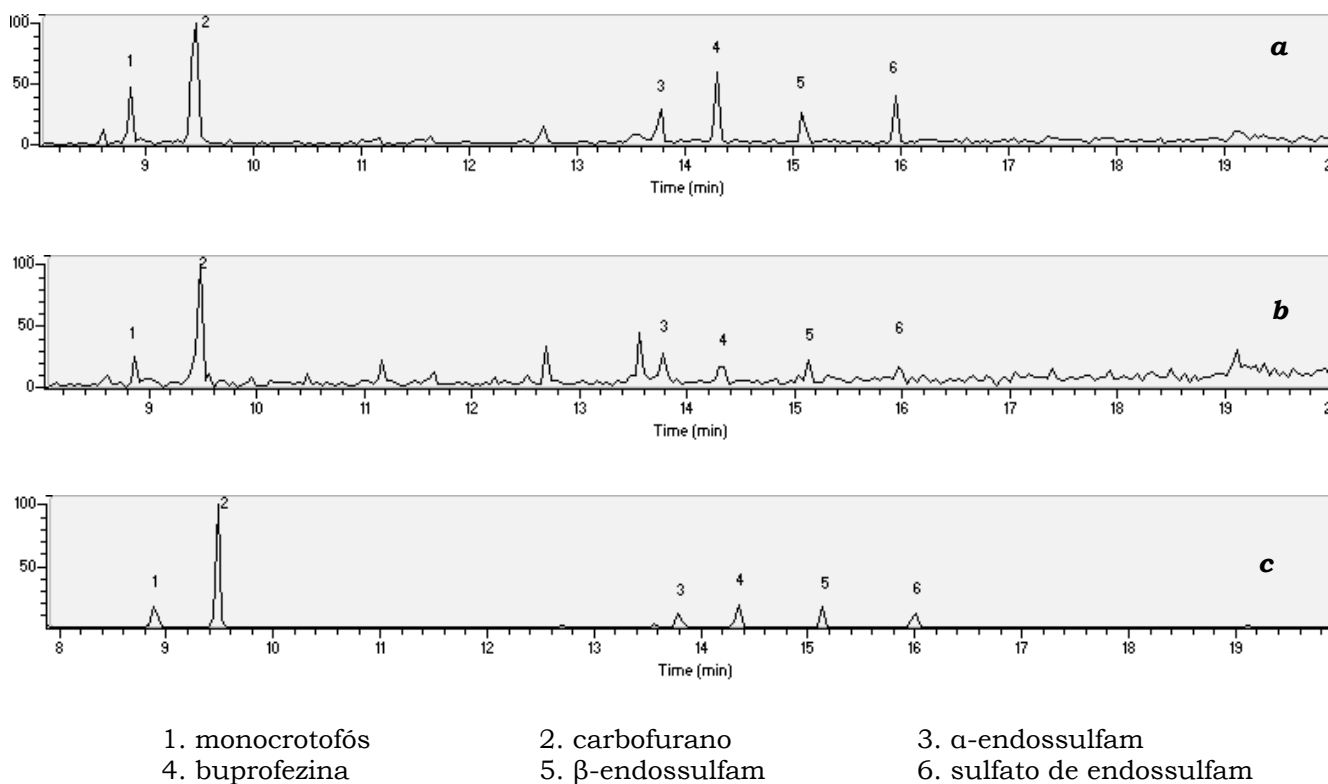 100
2
1
4
a
50
3
5
6
0
9 10 11 12 13 14 15 16 17 18 19 2
Time (min)
100
2
b
50
1
3
4
5
6
0
9 10 11 12 13 14 15 16 17 18 19 2
Time (min)
100
2
50
c
1
3
4
5
6
8 9 10 11 12 13 14 15 16 17 18 19
Time (min)
1. monocrotofós 2. carbofurano 3. α-endossulfam
4. buprofezina 5. β-endossulfam 6. sulfato de endossulfam